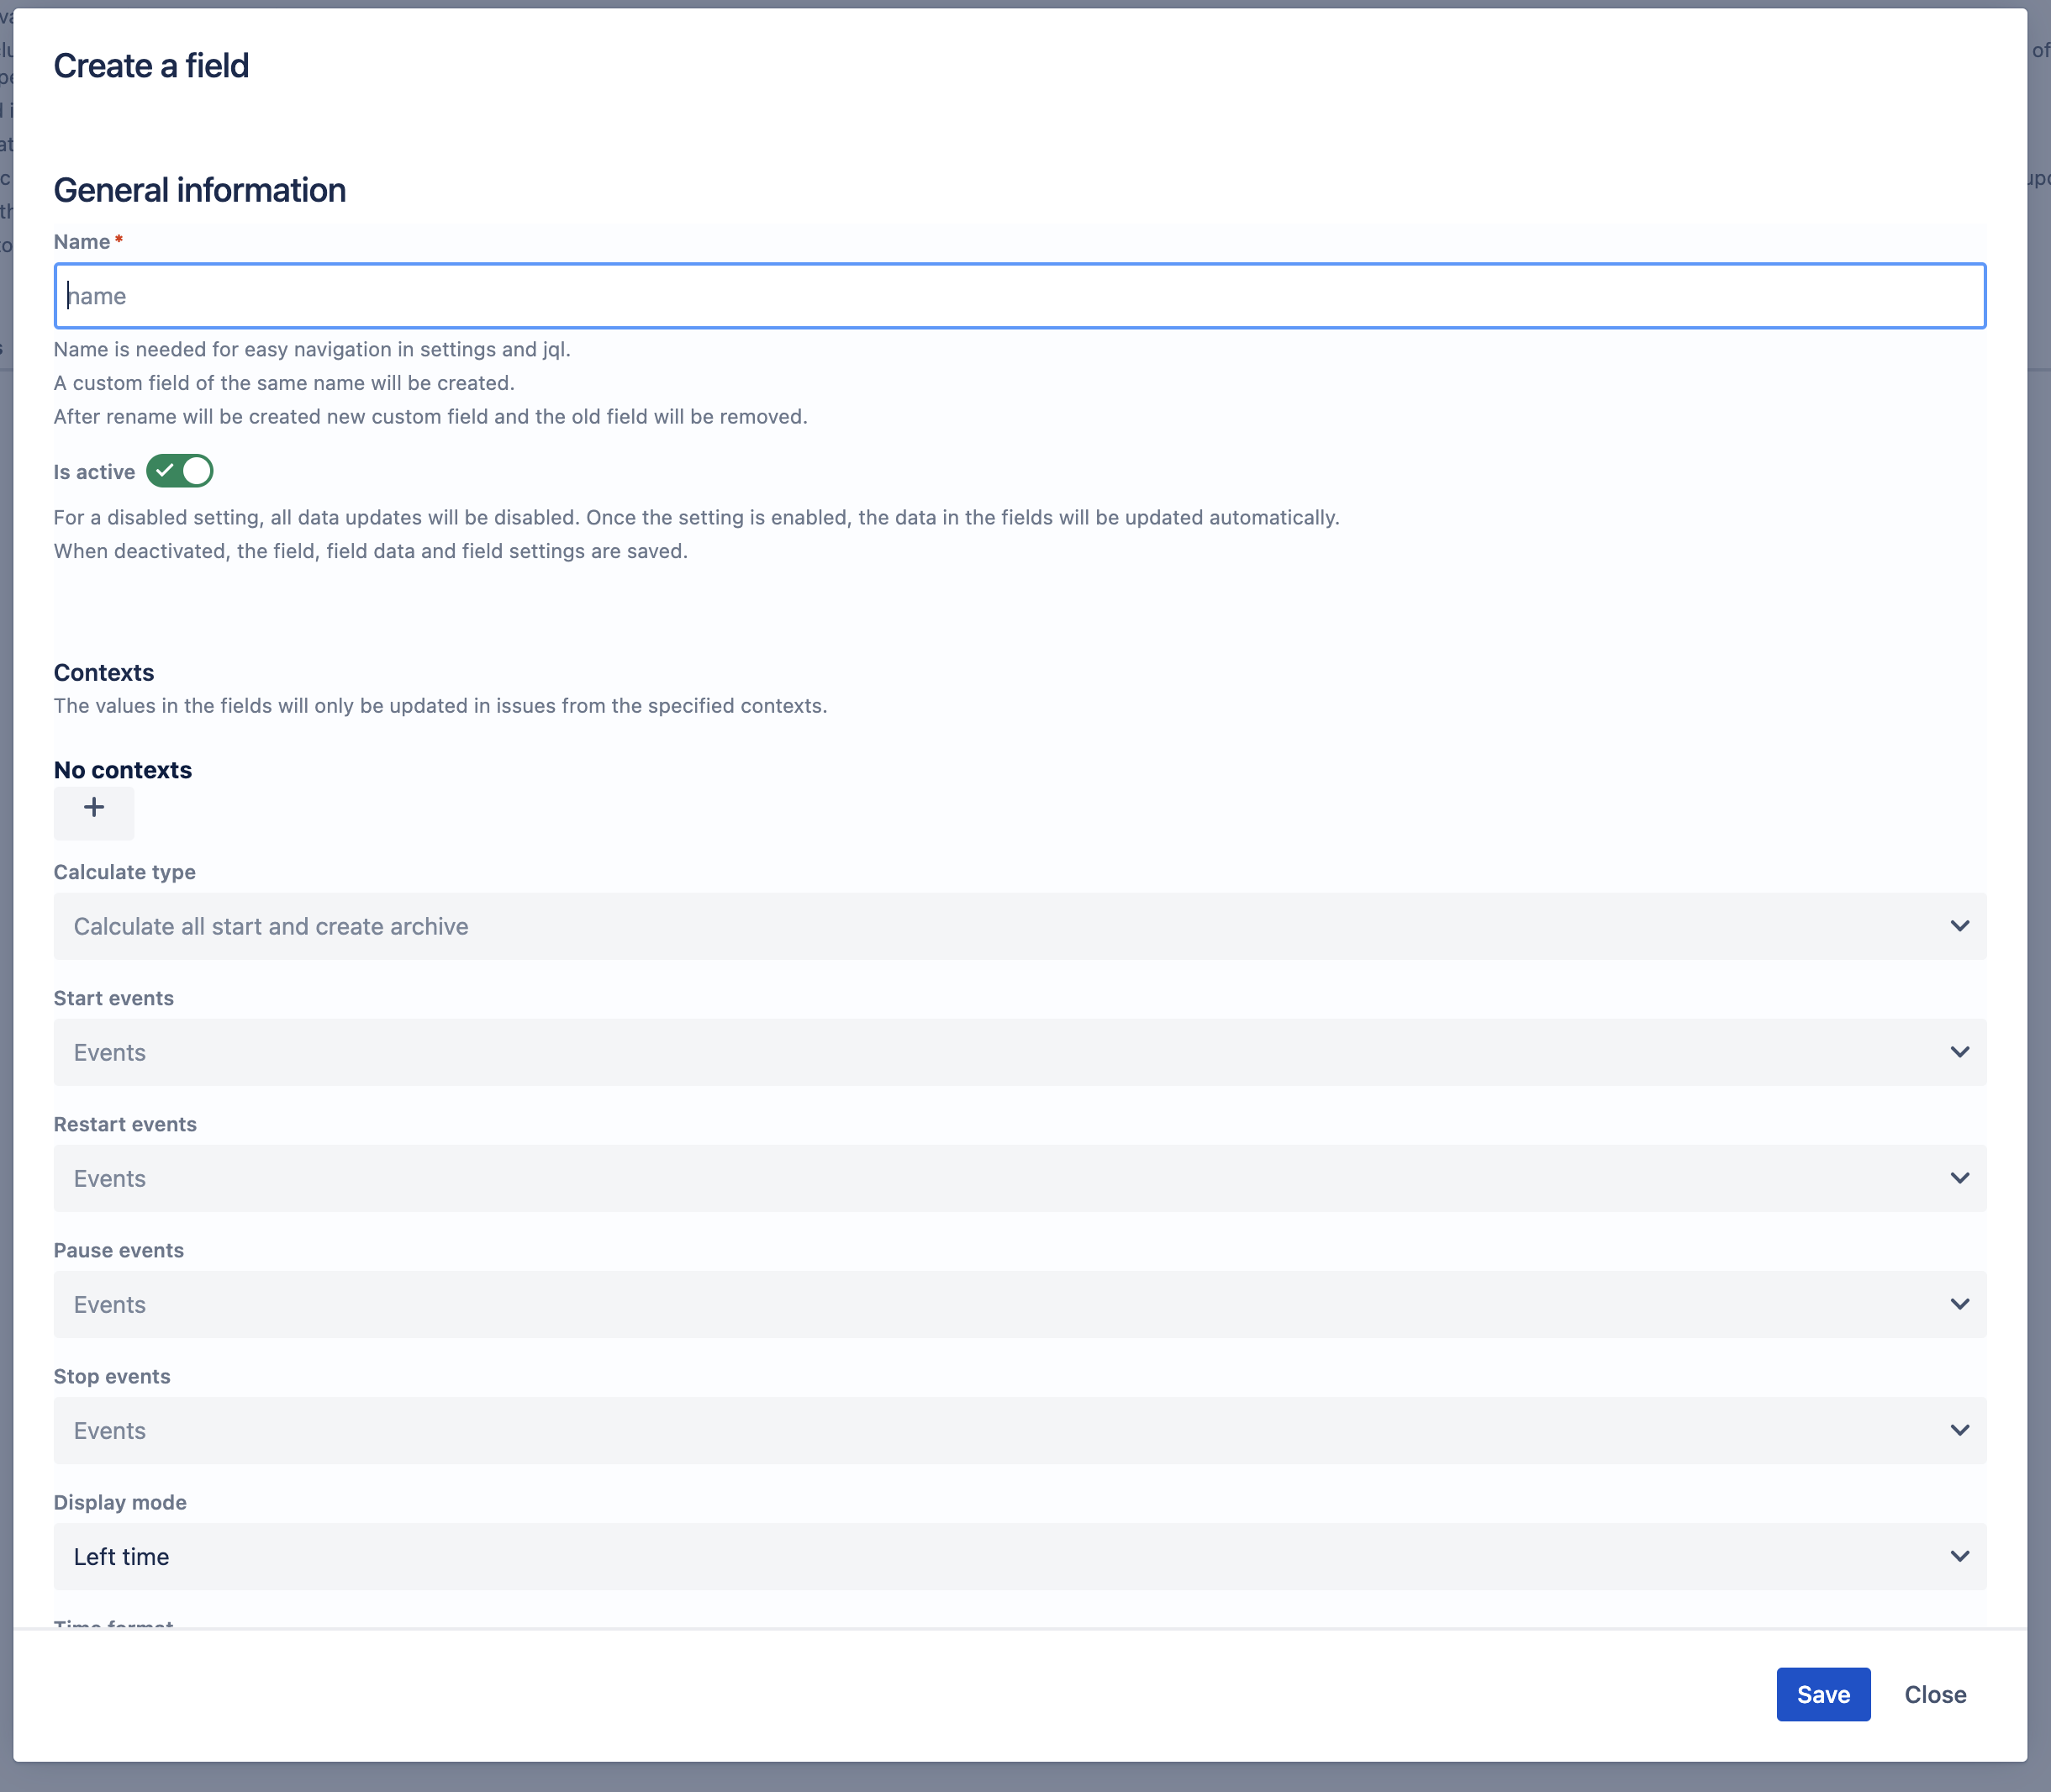 Create a field
General information
Name *
name
Name is needed for easy navigation in settings and jql.
A custom field of the same name will be created.
After rename will be created new custom field and the old field will be removed.
Is active
For a disabled setting, all data updates will be disabled. Once the setting is enabled, the data in the fields will be updated automatically.
When deactivated, the field, field data and field settings are saved.
Contexts
The values in the fields will only be updated in issues from the specified contexts.
No contexts
+
Calculate type
Calculate all start and create archive
Start events
Events
Restart events
Events
Pause events
Events
Stop events
Events
Display mode
Left time
Time format
Save Close